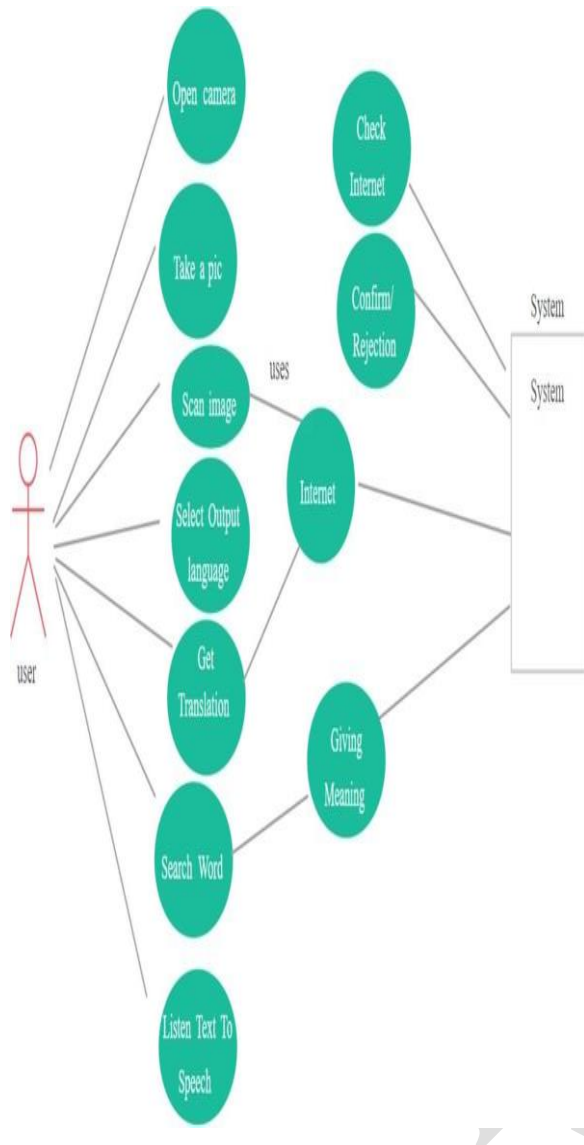 Open camera
Take a pic
Scan image
Select Output
language
Get
Translation
Search Word
Listen Text To
Speech
user
uses
Internet
Giving
Meaning
Check
Internet
Confirm/
Rejection
System
System